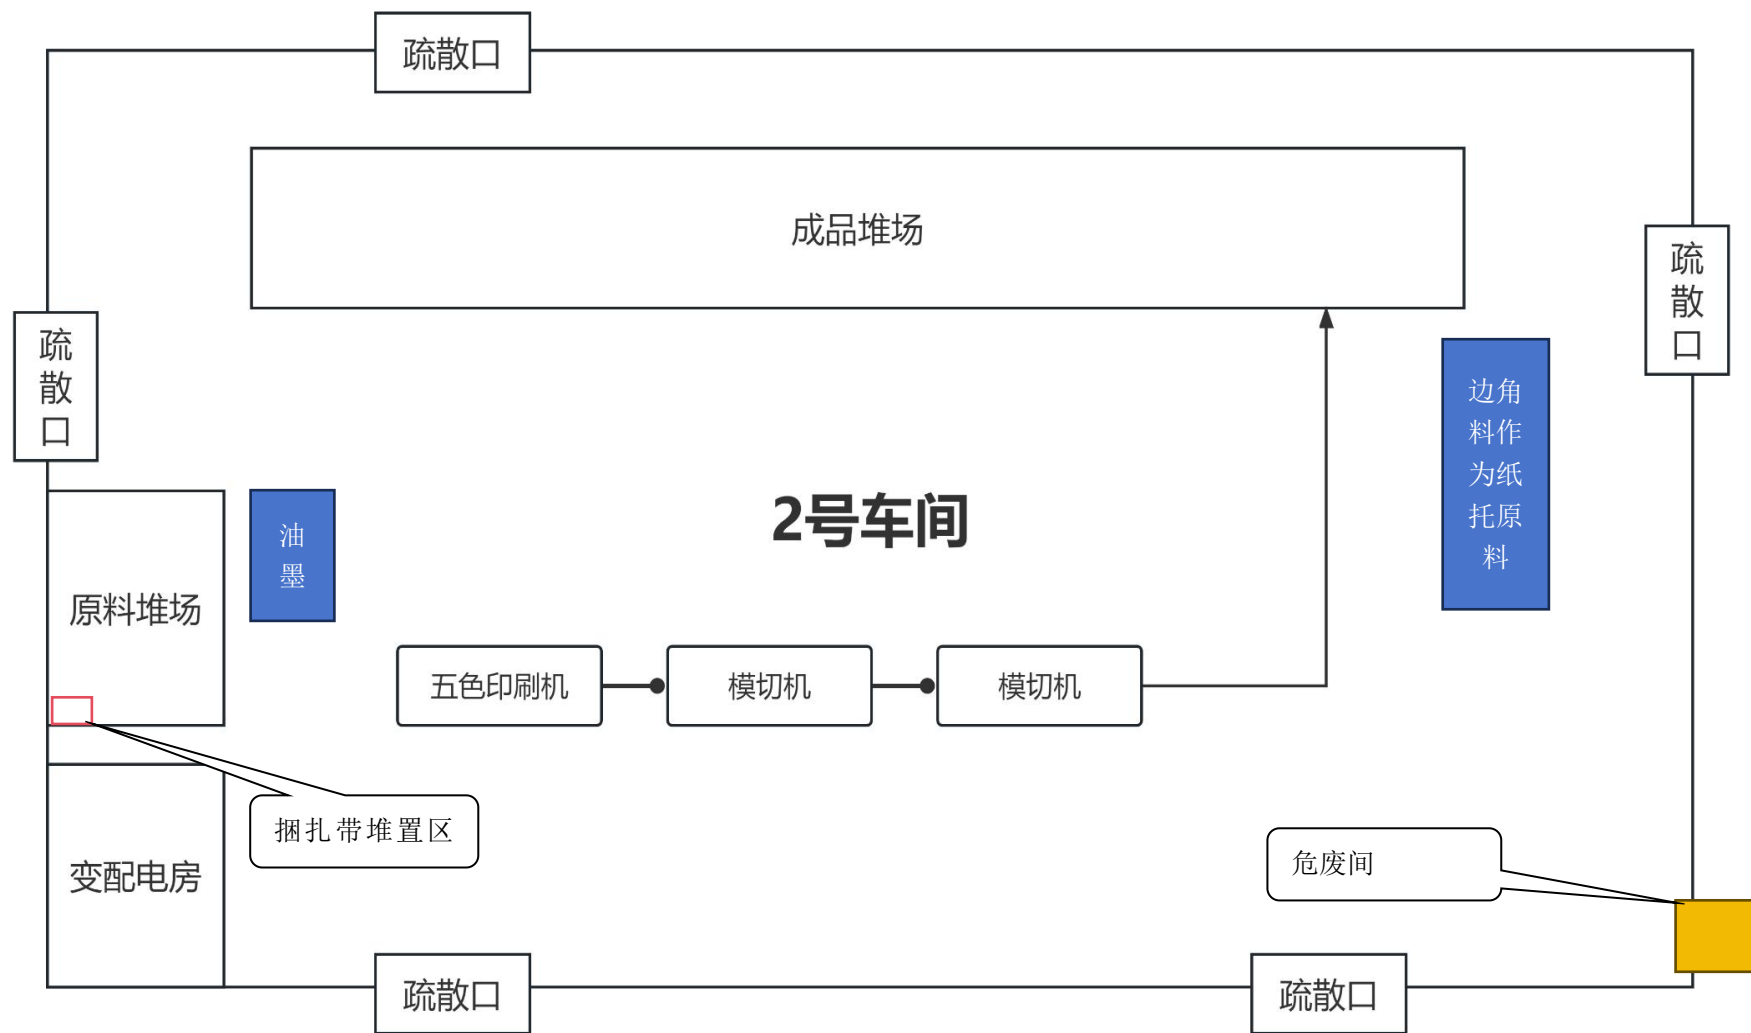 疏散口
成品堆场
疏
散
口
疏
散
口
边角
料作
为纸
托原
料
2号车间
油
墨
原料堆场
五色印刷机
模切机
模切机
捆扎带堆置区
危废间
变配电房
疏散口
疏散口